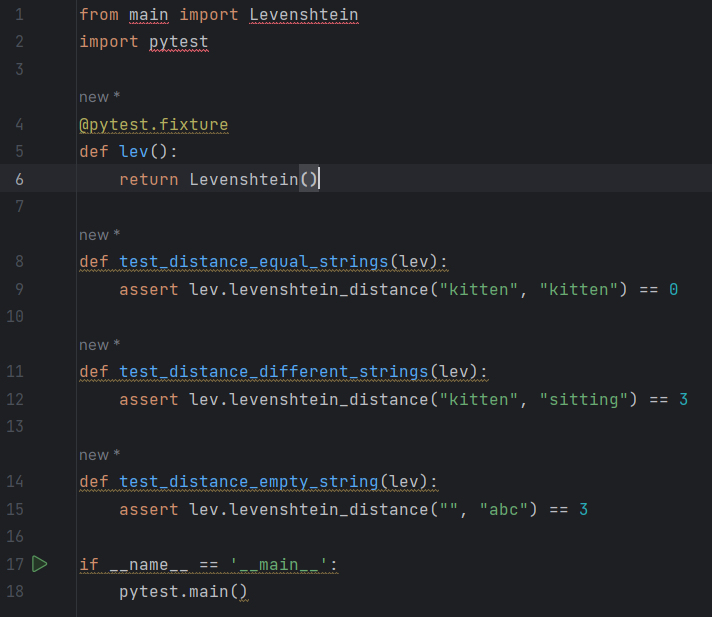 1 from main import Levenshtein
2 import pytest
3
new *
4 @pytest.fixture
5 def lev():
6     return Levenshtein()
7
new *
8 def test_distance_equal_strings(lev):
9     assert lev.levenshtein_distance("kitten", "kitten") == 0
10
new *
11 def test_distance_different_strings(lev):
12     assert lev.levenshtein_distance("kitten", "sitting") == 3
13
new *
14 def test_distance_empty_string(lev):
15     assert lev.levenshtein_distance("", "abc") == 3
16
17 if __name__ == '__main__':
18     pytest.main()